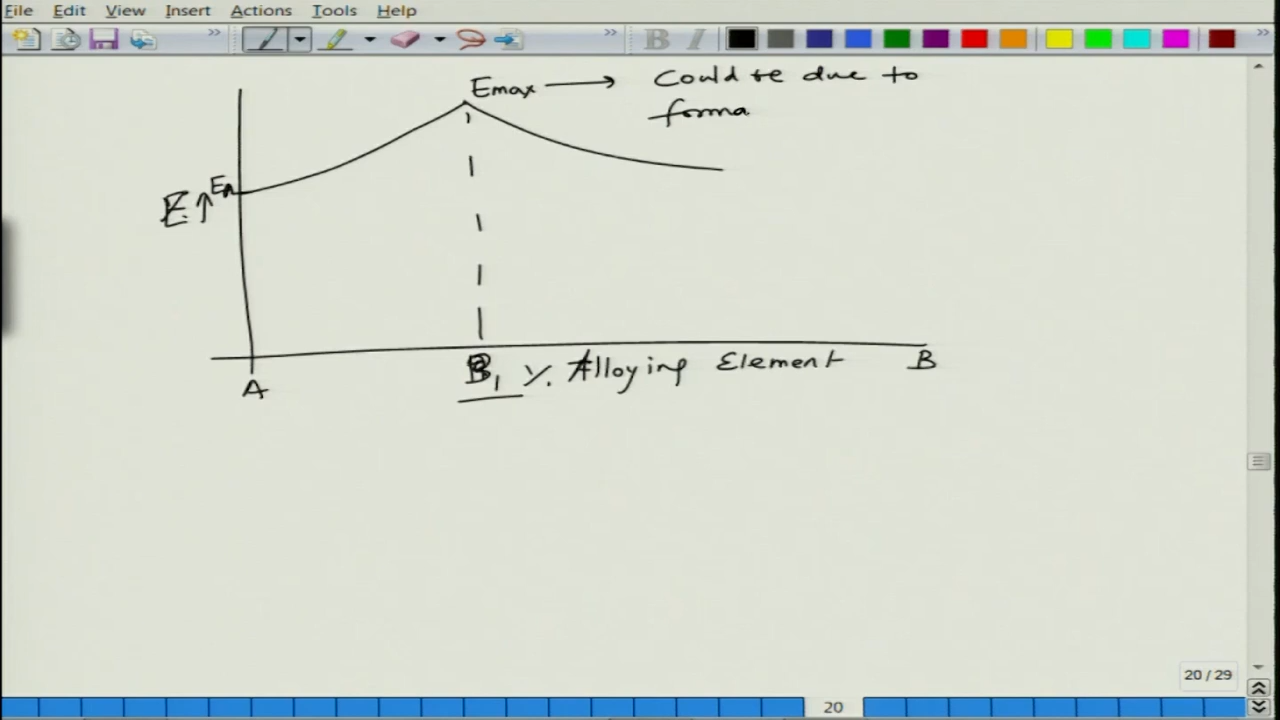 File Edit View Insert Actions Tools Help
B I
Emax → Could be due to
forma
E ↑ EA
A B1 % Alloying Element B
20 / 29
20